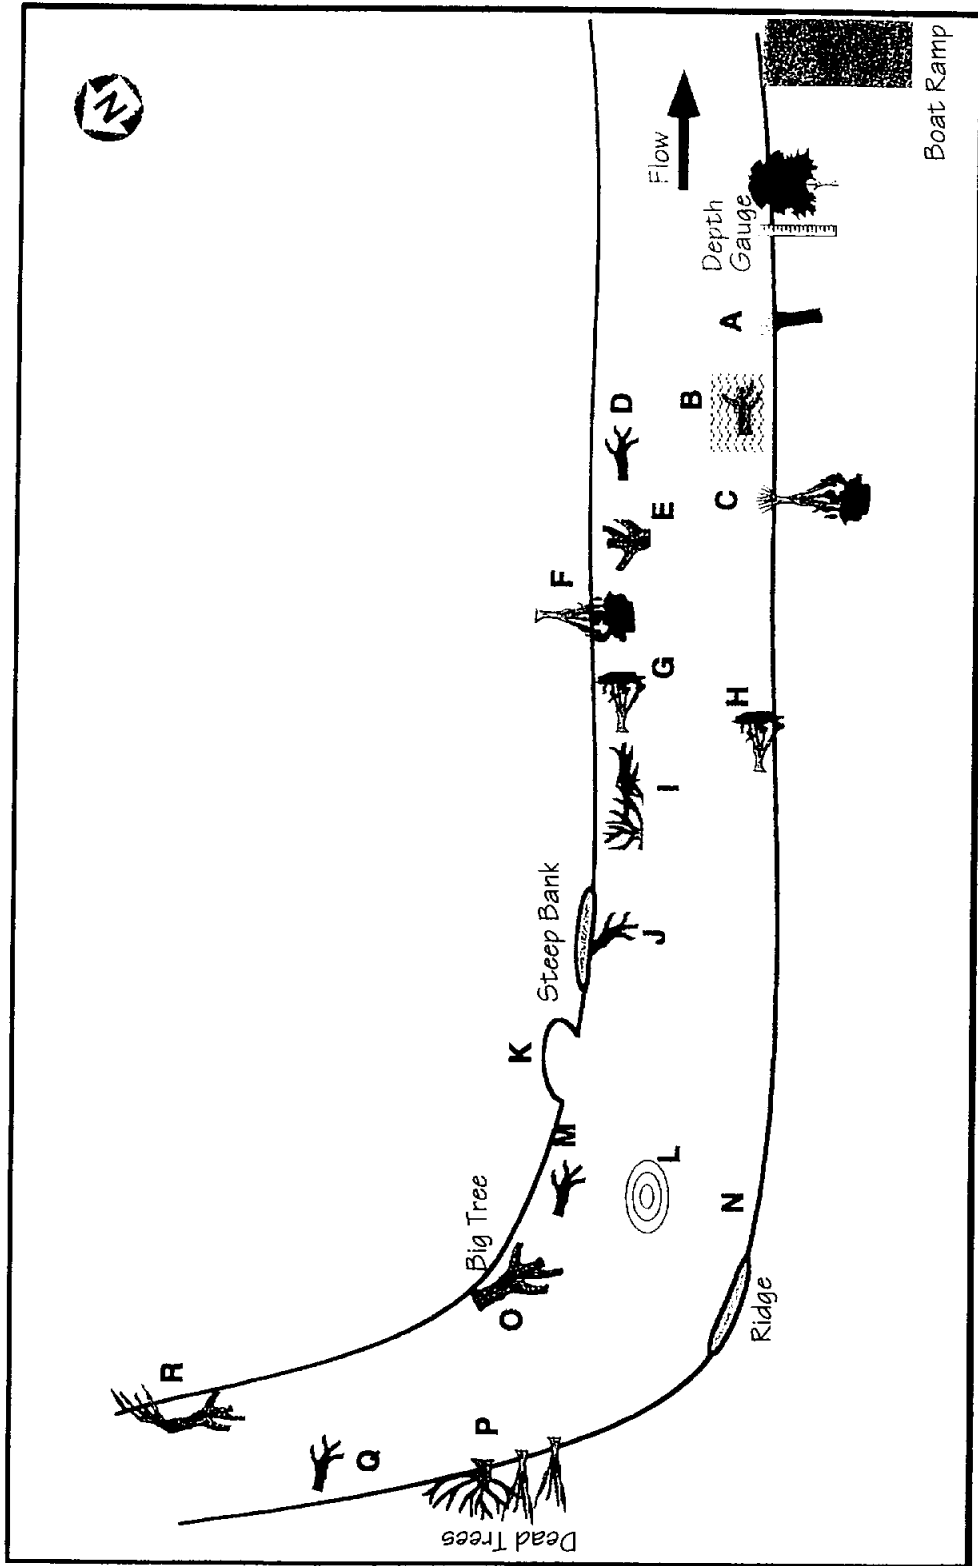 N
Boat Ramp
Flow
Depth
Gauge
A
B
C
D
E
F
G
H
I
Steep Bank
J
K
L
M
N
Big Tree
O
Ridge
P
Q
R
Dead Trees